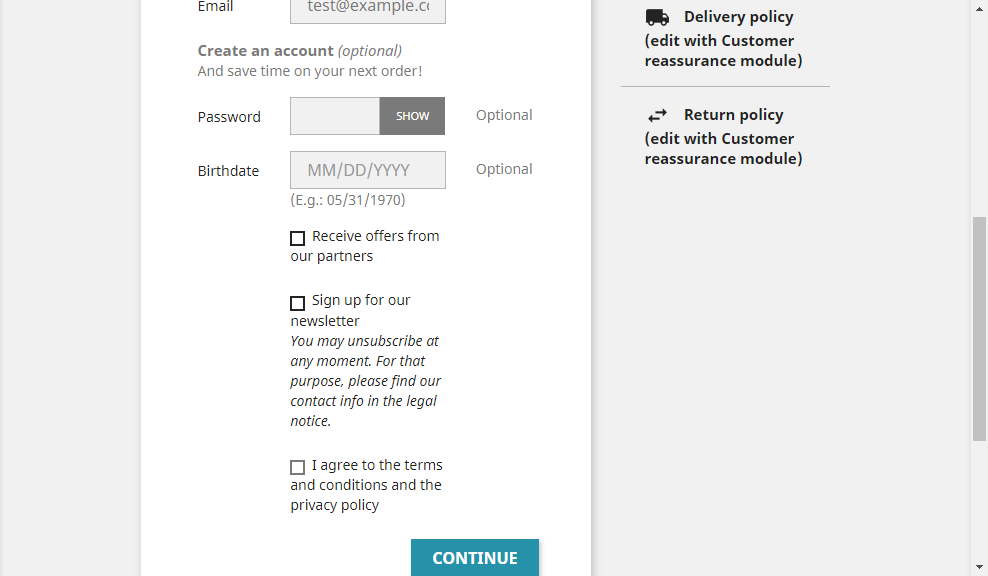 Email
test@example.cc
Create an account (optional)
And save time on your next order!
Password
SHOW
Optional
Birthdate
MM/DD/YYYY
Optional
(E.g.: 05/31/1970)
Receive offers from
our partners
Sign up for our
newsletter
You may unsubscribe at
any moment. For that
purpose, please find our
contact info in the legal
notice.
I agree to the terms
and conditions and the
privacy policy
CONTINUE
Delivery policy
(edit with Customer
reassurance module)
Return policy
(edit with Customer
reassurance module)